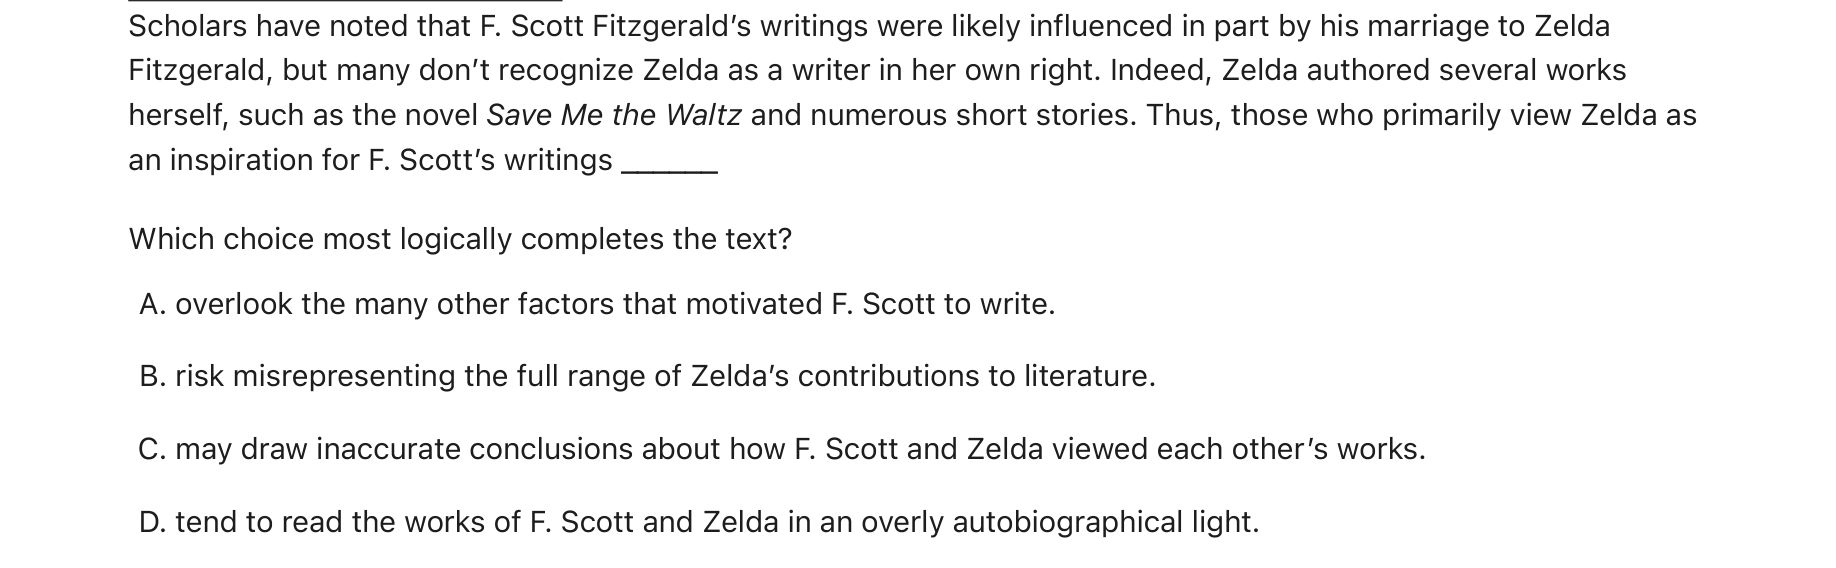 Scholars have noted that F. Scott Fitzgerald’s writings were likely influenced in part by his marriage to Zelda
Fitzgerald, but many don’t recognize Zelda as a writer in her own right. Indeed, Zelda authored several works
herself, such as the novel Save Me the Waltz and numerous short stories. Thus, those who primarily view Zelda as
an inspiration for F. Scott’s writings ______
Which choice most logically completes the text?
A. overlook the many other factors that motivated F. Scott to write.
B. risk misrepresenting the full range of Zelda’s contributions to literature.
C. may draw inaccurate conclusions about how F. Scott and Zelda viewed each other’s works.
D. tend to read the works of F. Scott and Zelda in an overly autobiographical light.